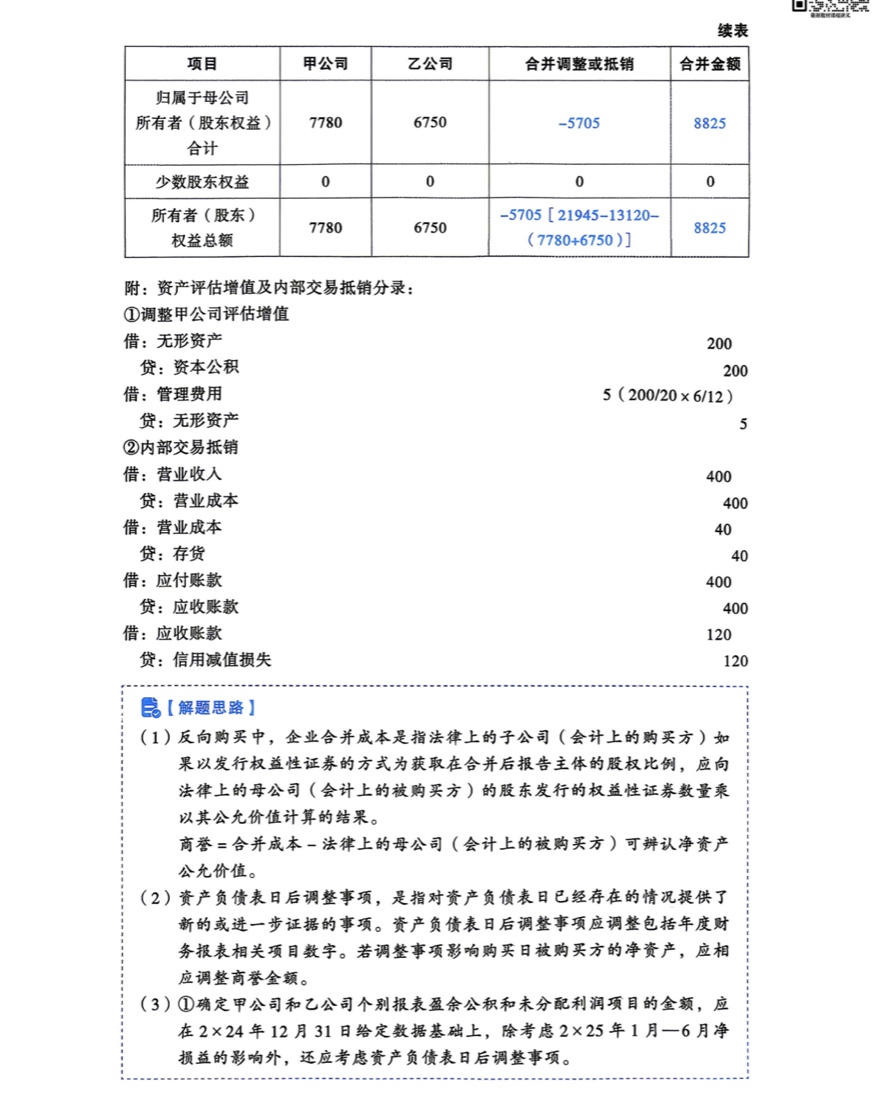 续表
项目 甲公司 乙公司 合并调整或抵销 合并金额
归属于母公司
所有者（股东权益） 7780 6750 -5705 8825
合计
少数股东权益 0 0 0 0
所有者（股东） -5705［21945-13120-
权益总额 7780 6750 （7780+6750）］ 8825
附：资产评估增值及内部交易抵销分录：
①调整甲公司评估增值
借：无形资产 200
贷：资本公积 200
借：管理费用 5（200/20×6/12）
贷：无形资产 5
②内部交易抵销
借：营业收入 400
贷：营业成本 400
借：营业成本 40
贷：存货 40
借：应付账款 400
贷：应收账款 400
借：应收账款 120
贷：信用减值损失 120
【解题思路】
（1）反向购买中，企业合并成本是指法律上的子公司（会计上的购买方）如
果以发行权益性证券的方式为获取在合并后报告主体的股权比例，应向
法律上的母公司（会计上的被购买方）的股东发行的权益性证券数量乘
以其公允价值计算的结果。
商誉=合并成本-法律上的母公司（会计上的被购买方）可辨认净资产
公允价值。
（2）资产负债表日后调整事项，是指对资产负债表日已经存在的情况提供了
新的或进一步证据的事项。资产负债表日后调整事项应调整包括年度财
务报表相关项目数字。若调整事项影响购买日被购买方的净资产，应相
应调整商誉金额。
（3）①确定甲公司和乙公司个别报表盈余公积和未分配利润项目的金额，应
在2×24年12月31日给定数据基础上，除考虑2×25年1月—6月净
损益的影响外，还应考虑资产负债表日后调整事项。